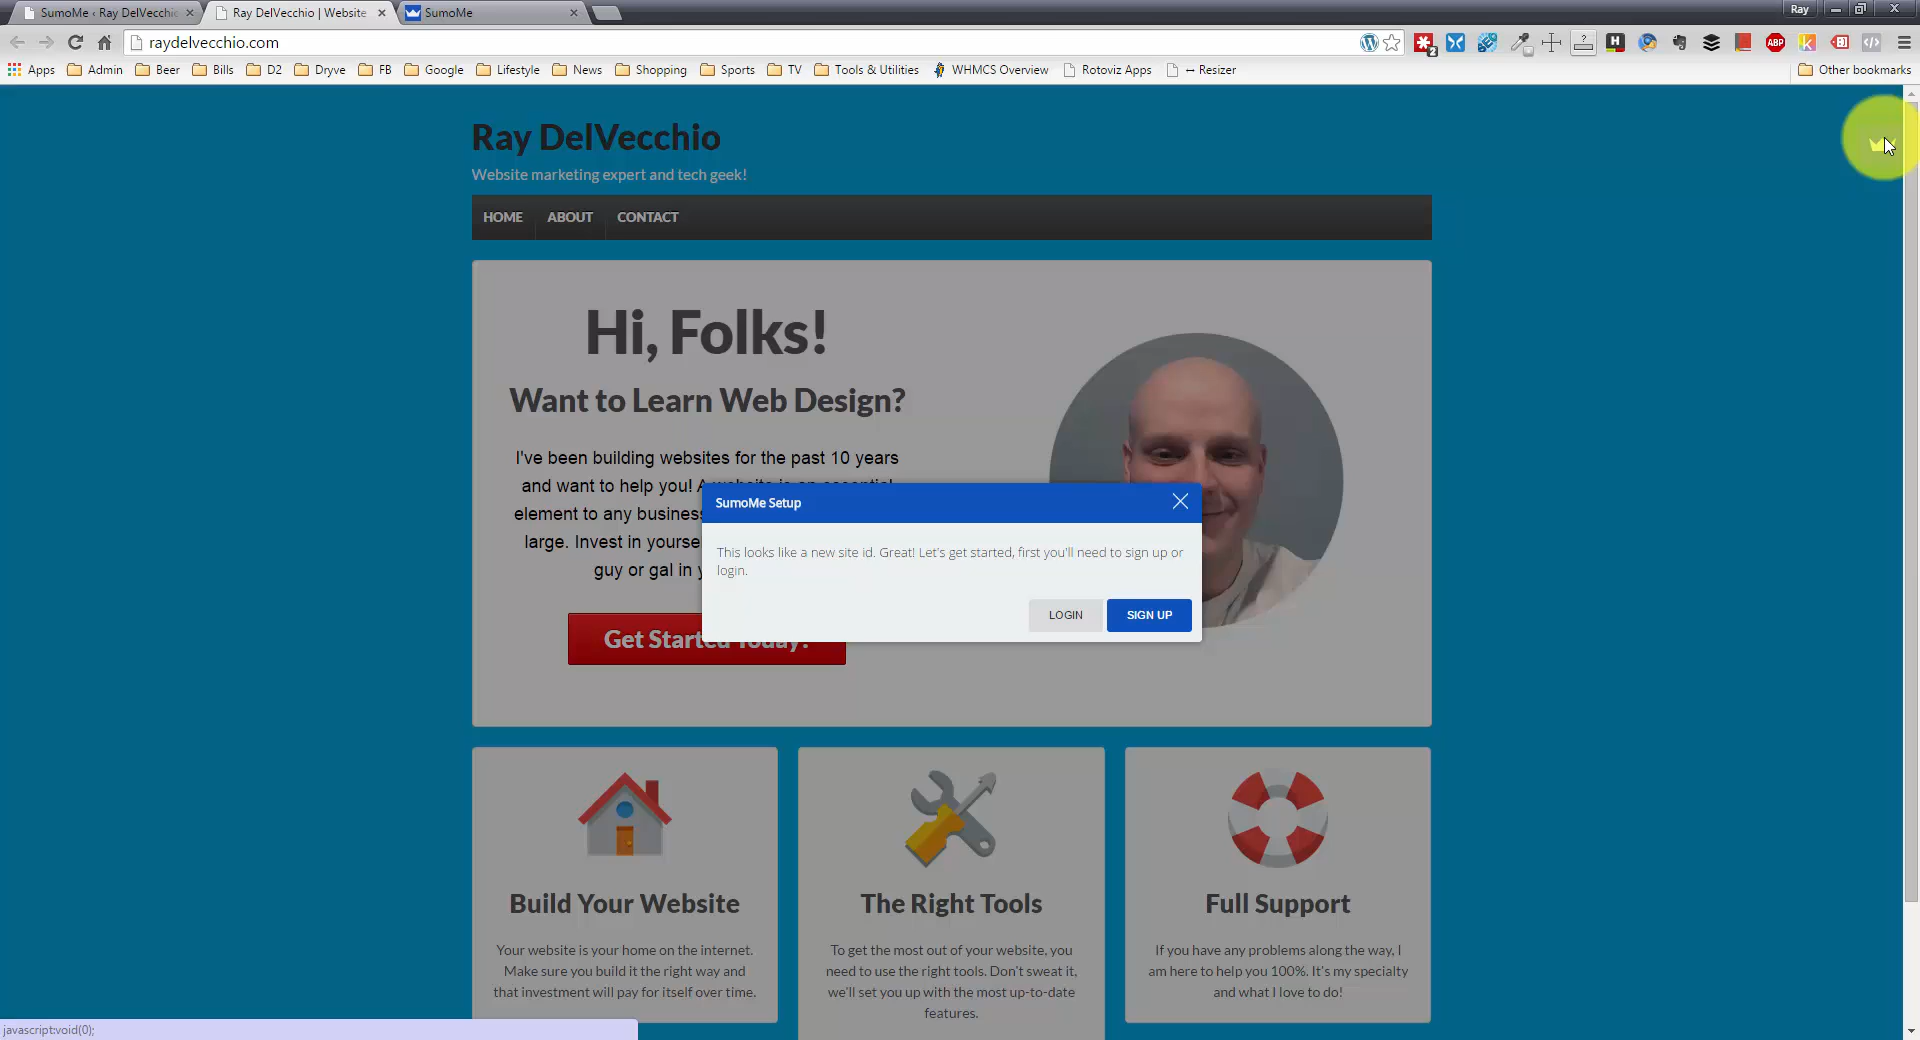 SumoMe ‹ Ray DelVecchio
Ray DelVecchio | Website
SumoMe
Ray
raydelvecchio.com
2
?
H
ABP
K
Apps
Admin
Beer
Bills
D2
Dryve
FB
Google
Lifestyle
News
Shopping
Sports
TV
Tools & Utilities
WHMCS Overview
Rotoviz Apps
↔ Resizer
Other bookmarks
Ray DelVecchio
Website marketing expert and tech geek!
HOME
ABOUT
CONTACT
Hi, Folks!
Want to Learn Web Design?
I've been building websites for the past 10 years
and want to help you! A website is an essential
element to any business
large. Invest in yourse
guy or gal in y
SumoMe Setup
This looks like a new site id. Great! Let's get started, first you'll need to sign up or
login.
LOGIN
SIGN UP
Get Started Today!
Build Your Website
Your website is your home on the internet.
Make sure you build it the right way and
that investment will pay for itself over time.
The Right Tools
To get the most out of your website, you
need to use the right tools. Don't sweat it,
we'll set you up with the most up-to-date
features.
Full Support
If you have any problems along the way, I
am here to help you 100%. It's my specialty
and what I love to do!
javascript:void(0);